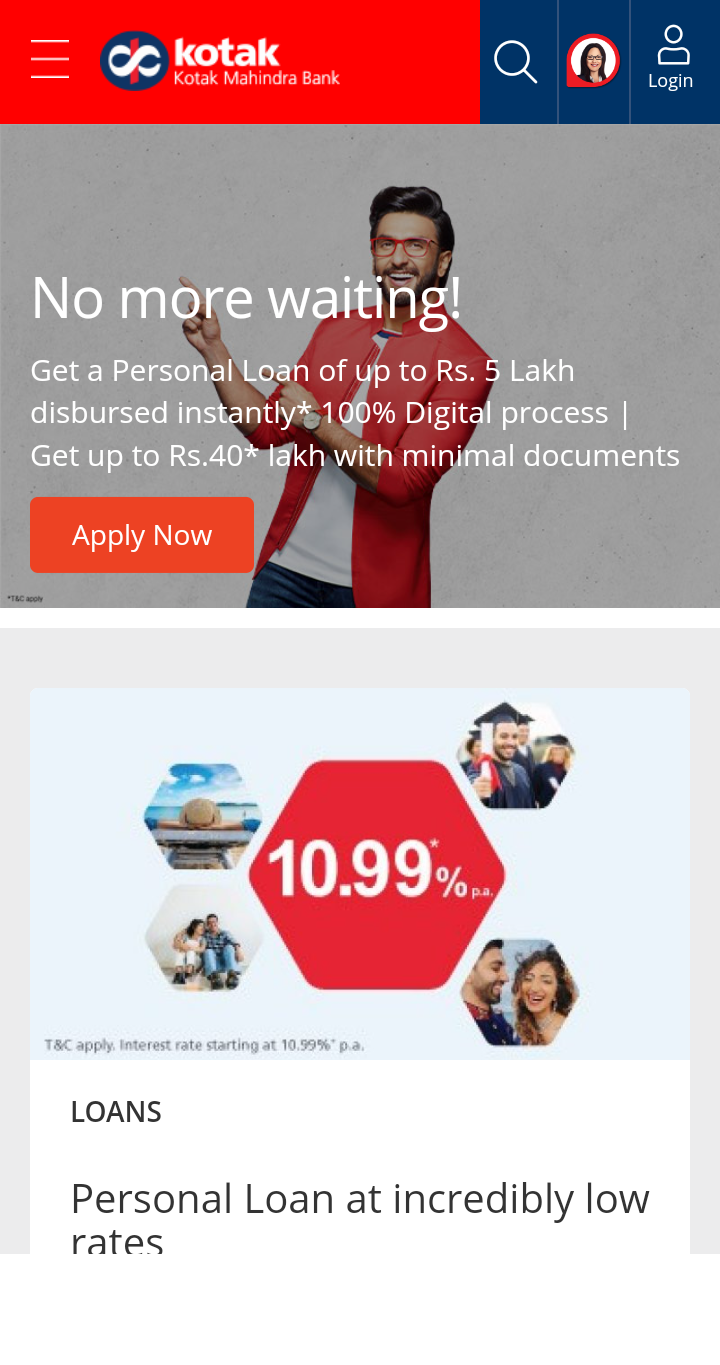 kotak
Kotak Mahindra Bank
Login
No more waiting!
Get a Personal Loan of up to Rs. 5 Lakh
disbursed instantly* 100% Digital process |
Get up to Rs.40* lakh with minimal documents
Apply Now
*T&C apply
10.99*% p.a.
T&C apply. Interest rate starting at 10.99%* p.a.
LOANS
Personal Loan at incredibly low
rates